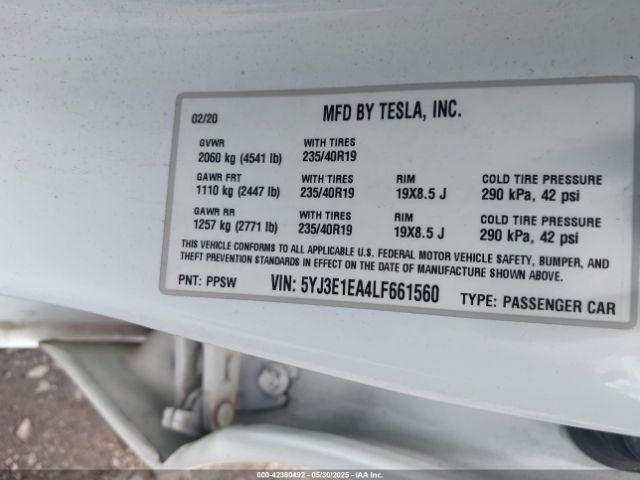 02/20 MFD BY TESLA, INC.
GVWR WITH TIRES
2060 kg (4541 lb) 235/40R19
GAWR FRT WITH TIRES RIM COLD TIRE PRESSURE
1110 kg (2447 lb) 235/40R19 19X8.5 J 290 kPa, 42 psi
GAWR RR WITH TIRES RIM COLD TIRE PRESSURE
1257 kg (2771 lb) 235/40R19 19X8.5 J 290 kPa, 42 psi
THIS VEHICLE CONFORMS TO ALL APPLICABLE U.S. FEDERAL MOTOR VEHICLE SAFETY, BUMPER, AND
THEFT PREVENTION STANDARDS IN EFFECT ON THE DATE OF MANUFACTURE SHOWN ABOVE.
PNT: PPSW VIN: 5YJ3E1EA4LF661560 TYPE: PASSENGER CAR
000-42380492 - 05/30/2025 - IAAI.COM